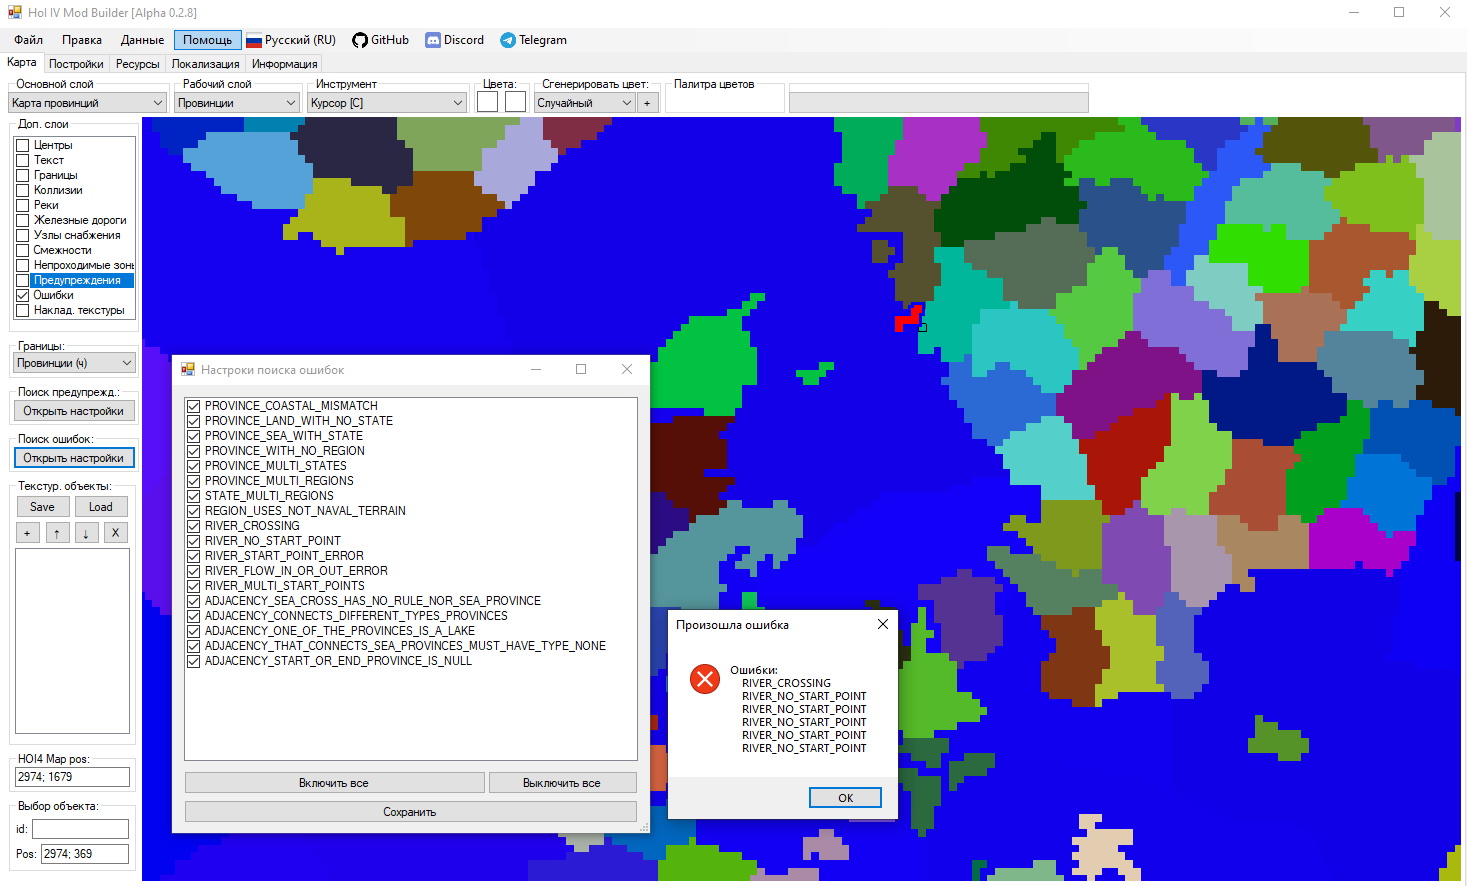 HoI IV Mod Builder [Alpha 0.2.8]
Файл Правка Данные Помощь Русский (RU) GitHub Discord Telegram
Карта Постройки Ресурсы Локализация Информация
Основной слой Рабочий слой Инструмент Цвета: Сгенерировать цвет: Палитра цветов
Карта провинций Провинции Курсор [C] Случайный +
Доп. слои
Центры
Текст
Границы
Коллизии
Реки
Железные дороги
Узлы снабжения
Смежности
Непроходимые зоны
Предупреждения
Ошибки
Наклад. текстуры
Границы:
Провинции (ч)
Поиск предупрежд.:
Открыть настройки
Поиск ошибок:
Открыть настройки
Текстур. объекты:
Save Load
+ ↑ ↓ X
HOI4 Map pos:
2974; 1679
Выбор объекта:
id:
Pos: 2974; 369
Настроки поиска ошибок
PROVINCE_COASTAL_MISMATCH
PROVINCE_LAND_WITH_NO_STATE
PROVINCE_SEA_WITH_STATE
PROVINCE_WITH_NO_REGION
PROVINCE_MULTI_STATES
PROVINCE_MULTI_REGIONS
STATE_MULTI_REGIONS
REGION_USES_NOT_NAVAL_TERRAIN
RIVER_CROSSING
RIVER_NO_START_POINT
RIVER_START_POINT_ERROR
RIVER_FLOW_IN_OR_OUT_ERROR
RIVER_MULTI_START_POINTS
ADJACENCY_SEA_CROSS_HAS_NO_RULE_NOR_SEA_PROVINCE
ADJACENCY_CONNECTS_DIFFERENT_TYPES_PROVINCES
ADJACENCY_ONE_OF_THE_PROVINCES_IS_A_LAKE
ADJACENCY_THAT_CONNECTS_SEA_PROVINCES_MUST_HAVE_TYPE_NONE
ADJACENCY_START_OR_END_PROVINCE_IS_NULL
Включить все Выключить все
Сохранить
Произошла ошибка
Ошибки:
RIVER_CROSSING
RIVER_NO_START_POINT
RIVER_NO_START_POINT
RIVER_NO_START_POINT
RIVER_NO_START_POINT
RIVER_NO_START_POINT
OK